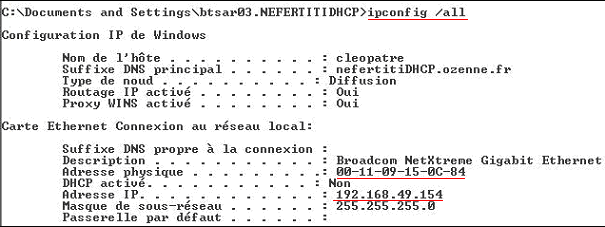 C:\Documents and Settings\btsar03.NEFERTITIDHCP>ipconfig /all
Configuration IP de Windows
Nom de l'hôte . . . . . . . . . . : cleopatre
Suffixe DNS principal . . . . . . : nefertitiDHCP.ozenne.fr
Type de noud . . . . . . . . . . : Diffusion
Routage IP activé . . . . . . . . : Oui
Proxy WINS activé . . . . . . . . : Oui
Carte Ethernet Connexion au réseau local:
Suffixe DNS propre à la connexion :
Description . . . . . . . . . . . : Broadcom NetXtreme Gigabit Ethernet
Adresse physique . . . . . . . . .: 00-11-09-15-0C-84
DHCP activé. . . . . . . . . . . : Non
Adresse IP. . . . . . . . . . . . : 192.168.49.154
Masque de sous-réseau . . . . . . : 255.255.255.0
Passerelle par défaut . . . . . . :